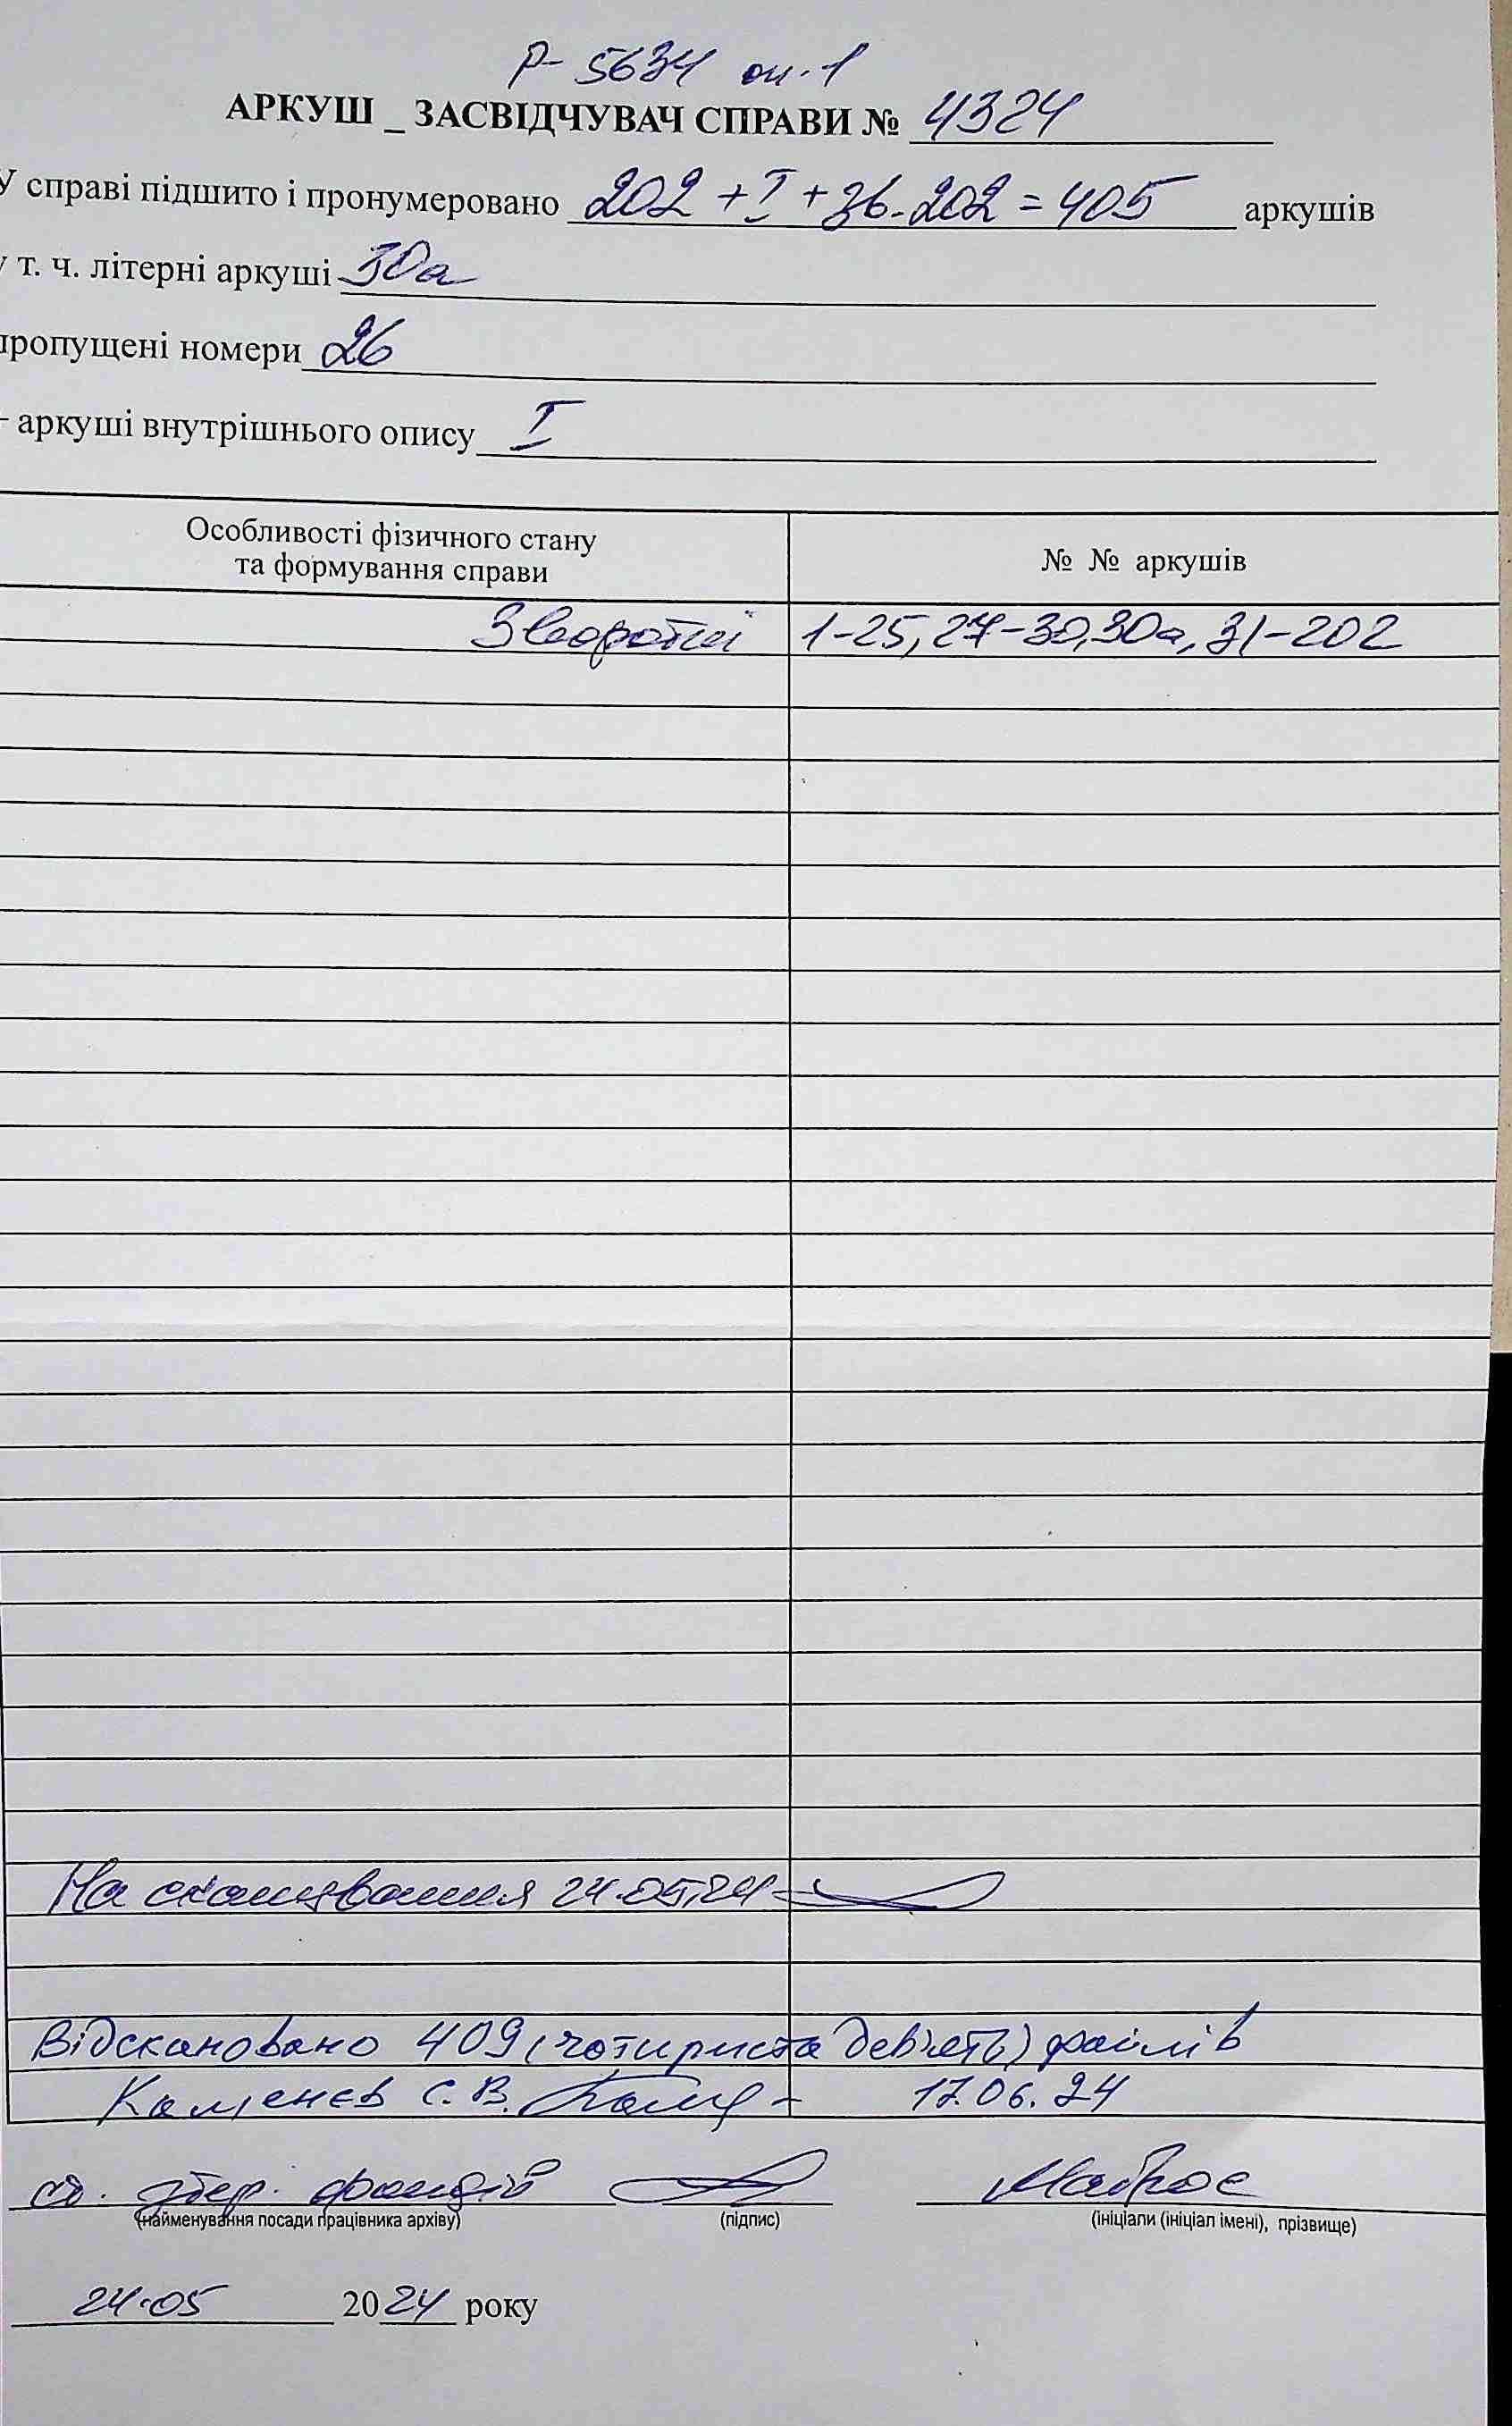 Р- 5634 оп.1
АРКУШ _ ЗАСВІДЧУВАЧ СПРАВИ № 4324
У справі підшито і пронумеровано 202 + I + зв. 202 = 405 аркушів
у т. ч. літерні аркуші 30а
пропущені номери 26
аркуші внутрішнього опису I
Особливості фізичного стану та формування справи
№ № аркушів
Зворотні 1-25, 27-30, 30а, 31-202
На сканування 24.05.24
Відскановано 409 (чотириста дев'ять) файлів
Каменєв С.В. 17.06.24
збер. фондів
(найменування посади працівника архіву) (підпис) (ініціали (ініціал імені), прізвище)
24.05 2024 року